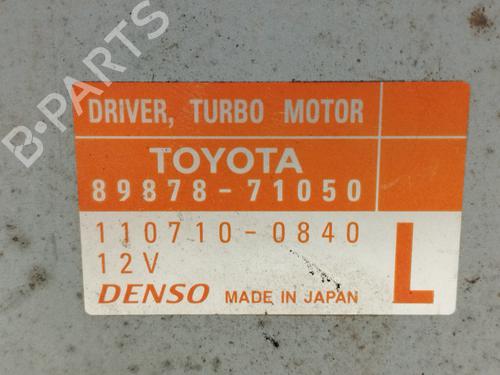 B-PARTS
DRIVER, TURBO MOTOR
TOYOTA
89878-71050
110710-0840
12V
L
DENSO MADE IN JAPAN